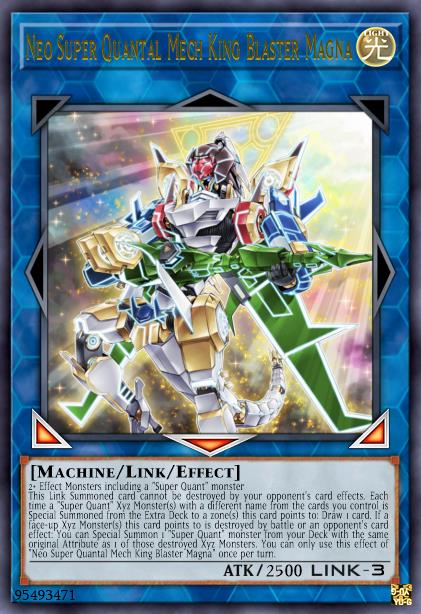 Neo Super Quantal Mech King Blaster Magna
LIGHT
光
[Machine/Link/Effect]
2+ Effect Monsters including a "Super Quant" monster
This Link Summoned card cannot be destroyed by your opponent's card effects. Each
time a "Super Quant" Xyz Monster(s) with a different name from the cards you control is
Special Summoned from the Extra Deck to a zone(s) this card points to: Draw 1 card. If a
face-up Xyz Monster(s) this card points to is destroyed by battle or an opponent's card
effect: You can Special Summon 1 "Super Quant" monster from your Deck with the same
original Attribute as 1 of those destroyed Xyz Monsters. You can only use this effect of
"Neo Super Quantal Mech King Blaster Magna" once per turn.
ATK/2500 LINK-3
95493471